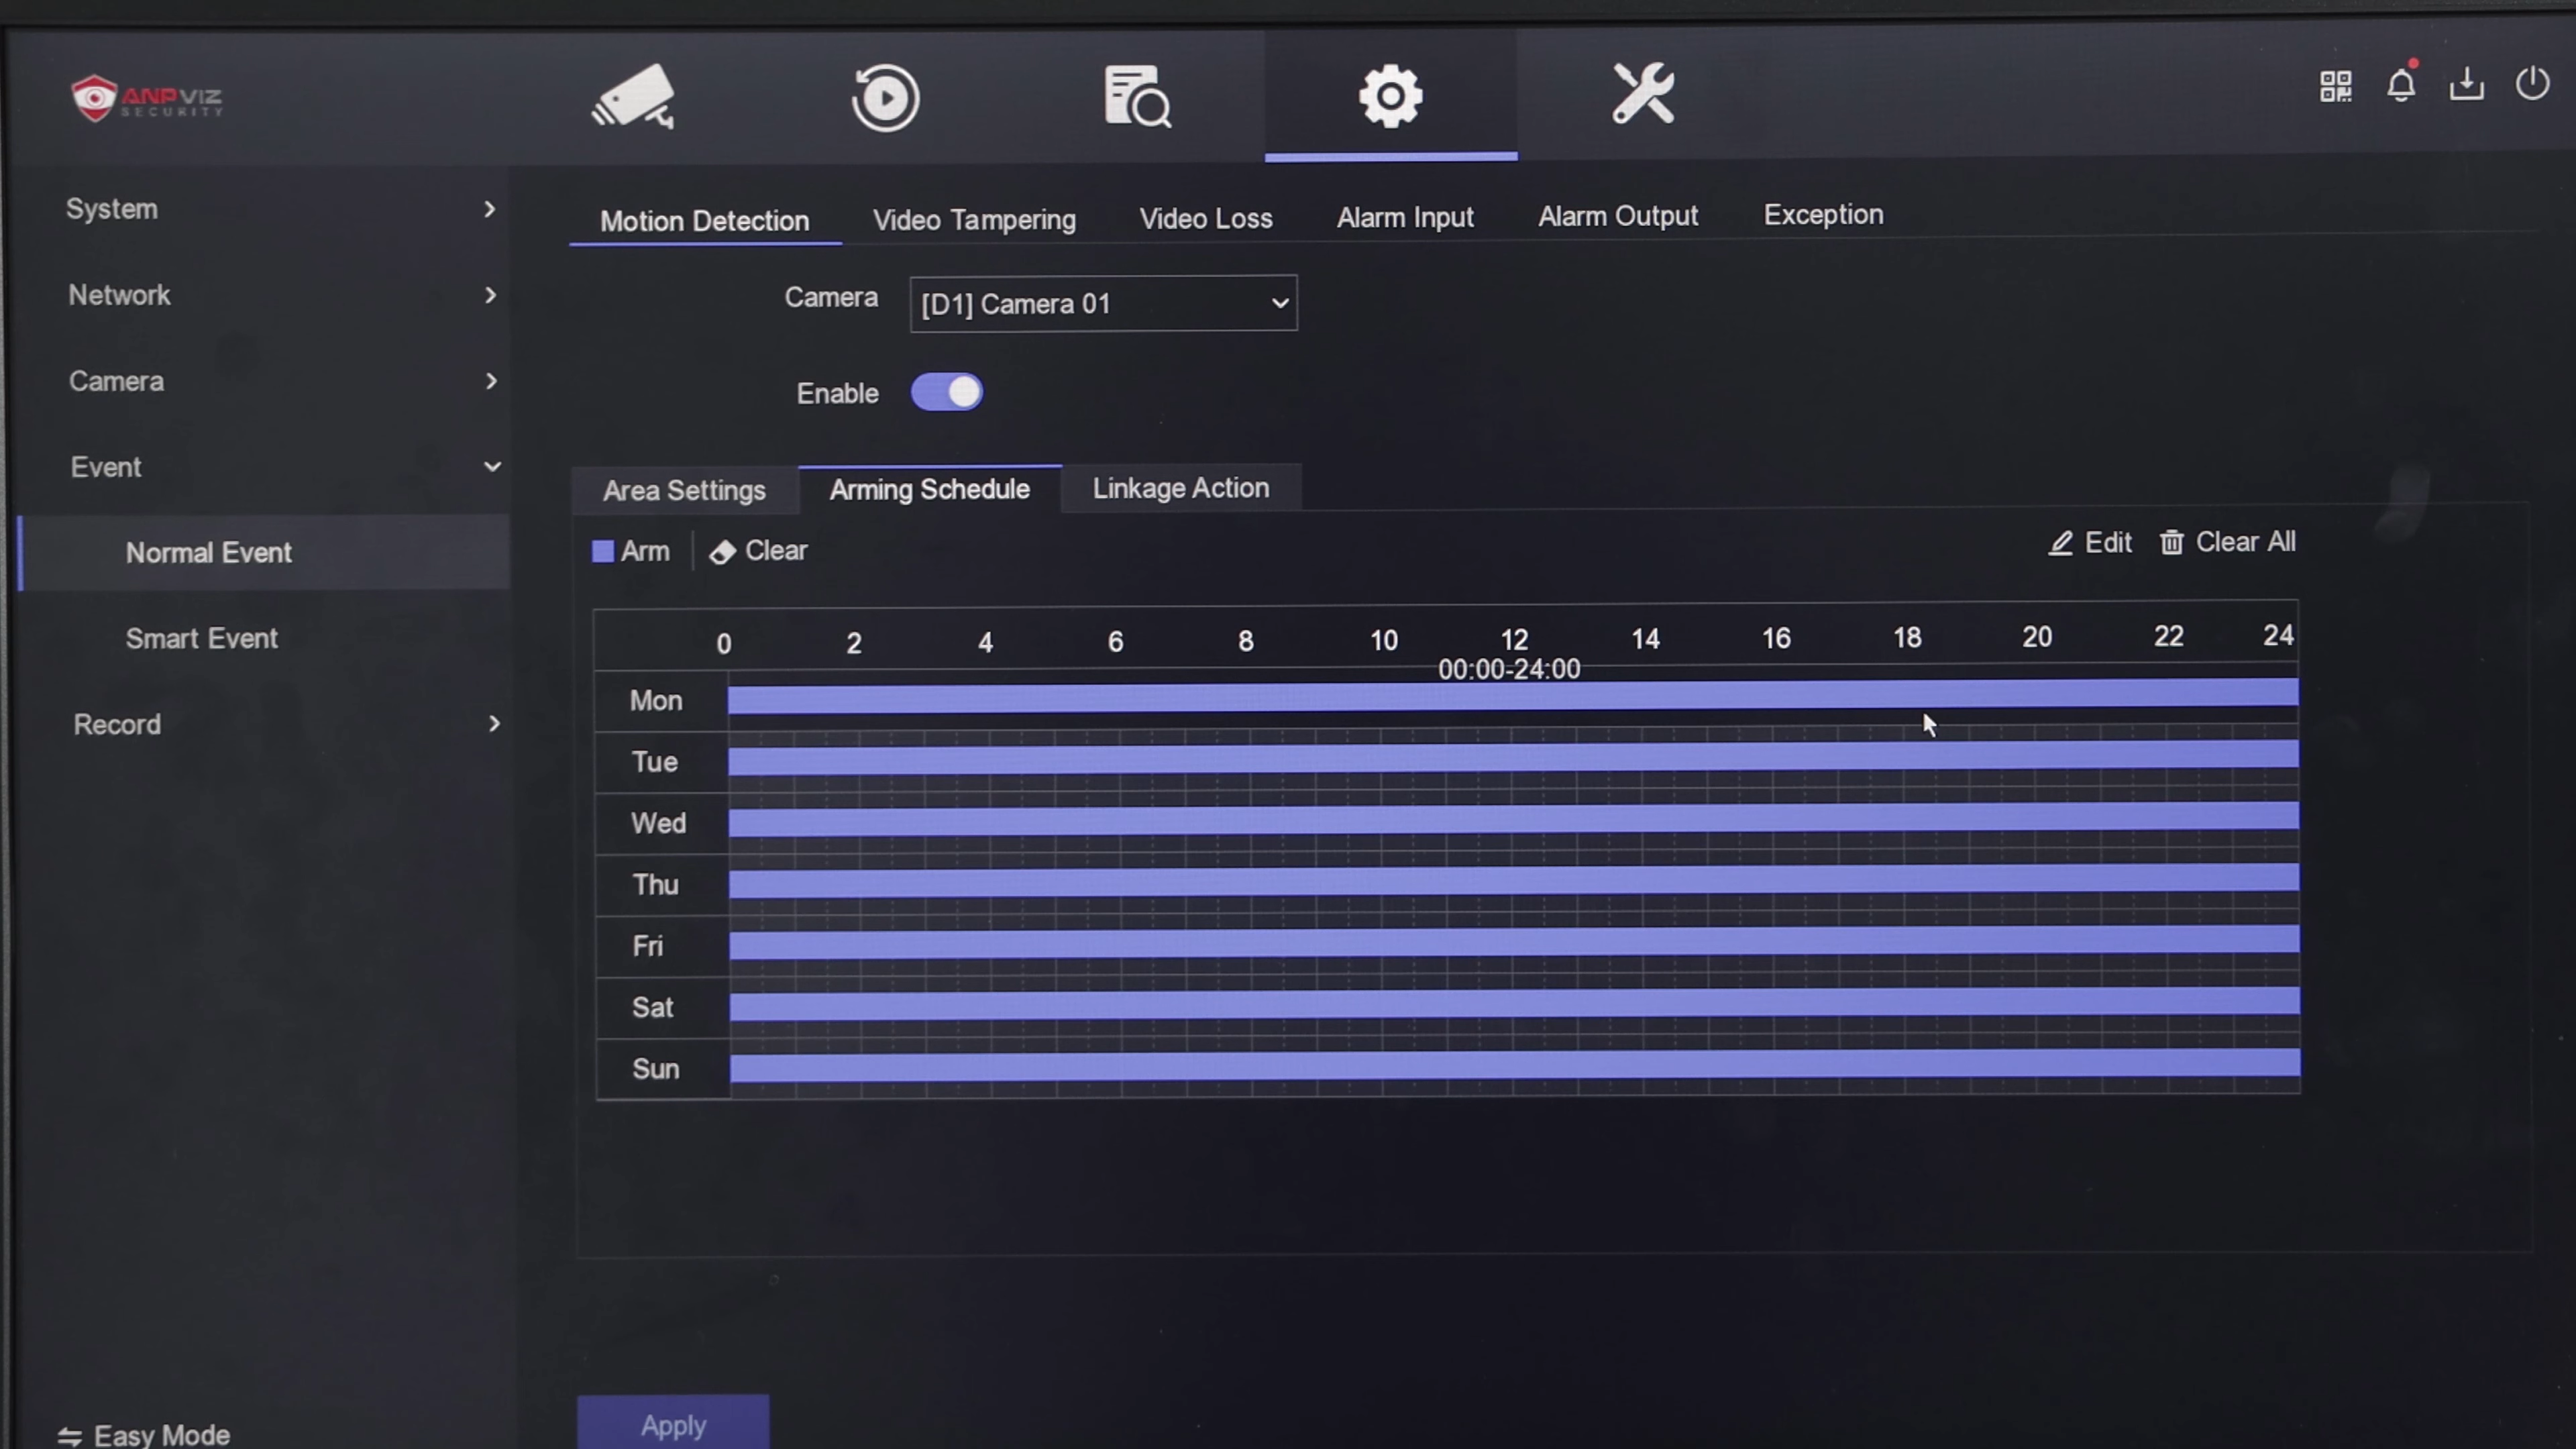 ANPVIZ
SECURITY
System
Network
Camera
Event
Normal Event
Smart Event
Record
Easy Mode
Motion Detection Video Tampering Video Loss Alarm Input Alarm Output Exception
Camera [D1] Camera 01
Enable
Area Settings Arming Schedule Linkage Action
Arm Clear Edit Clear All
0 2 4 6 8 10 12 14 16 18 20 22 24
00:00-24:00
Mon
Tue
Wed
Thu
Fri
Sat
Sun
Apply